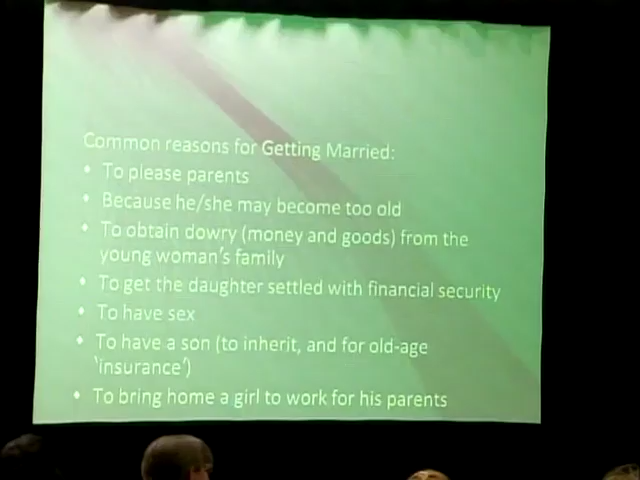 Common reasons for Getting Married:
• To please parents
• Because he/she may become too old
• To obtain dowry (money and goods) from the
young woman's family
• To get the daughter settled with financial security
• To have sex
• To have a son (to inherit, and for old-age
'insurance')
• To bring home a girl to work for his parents